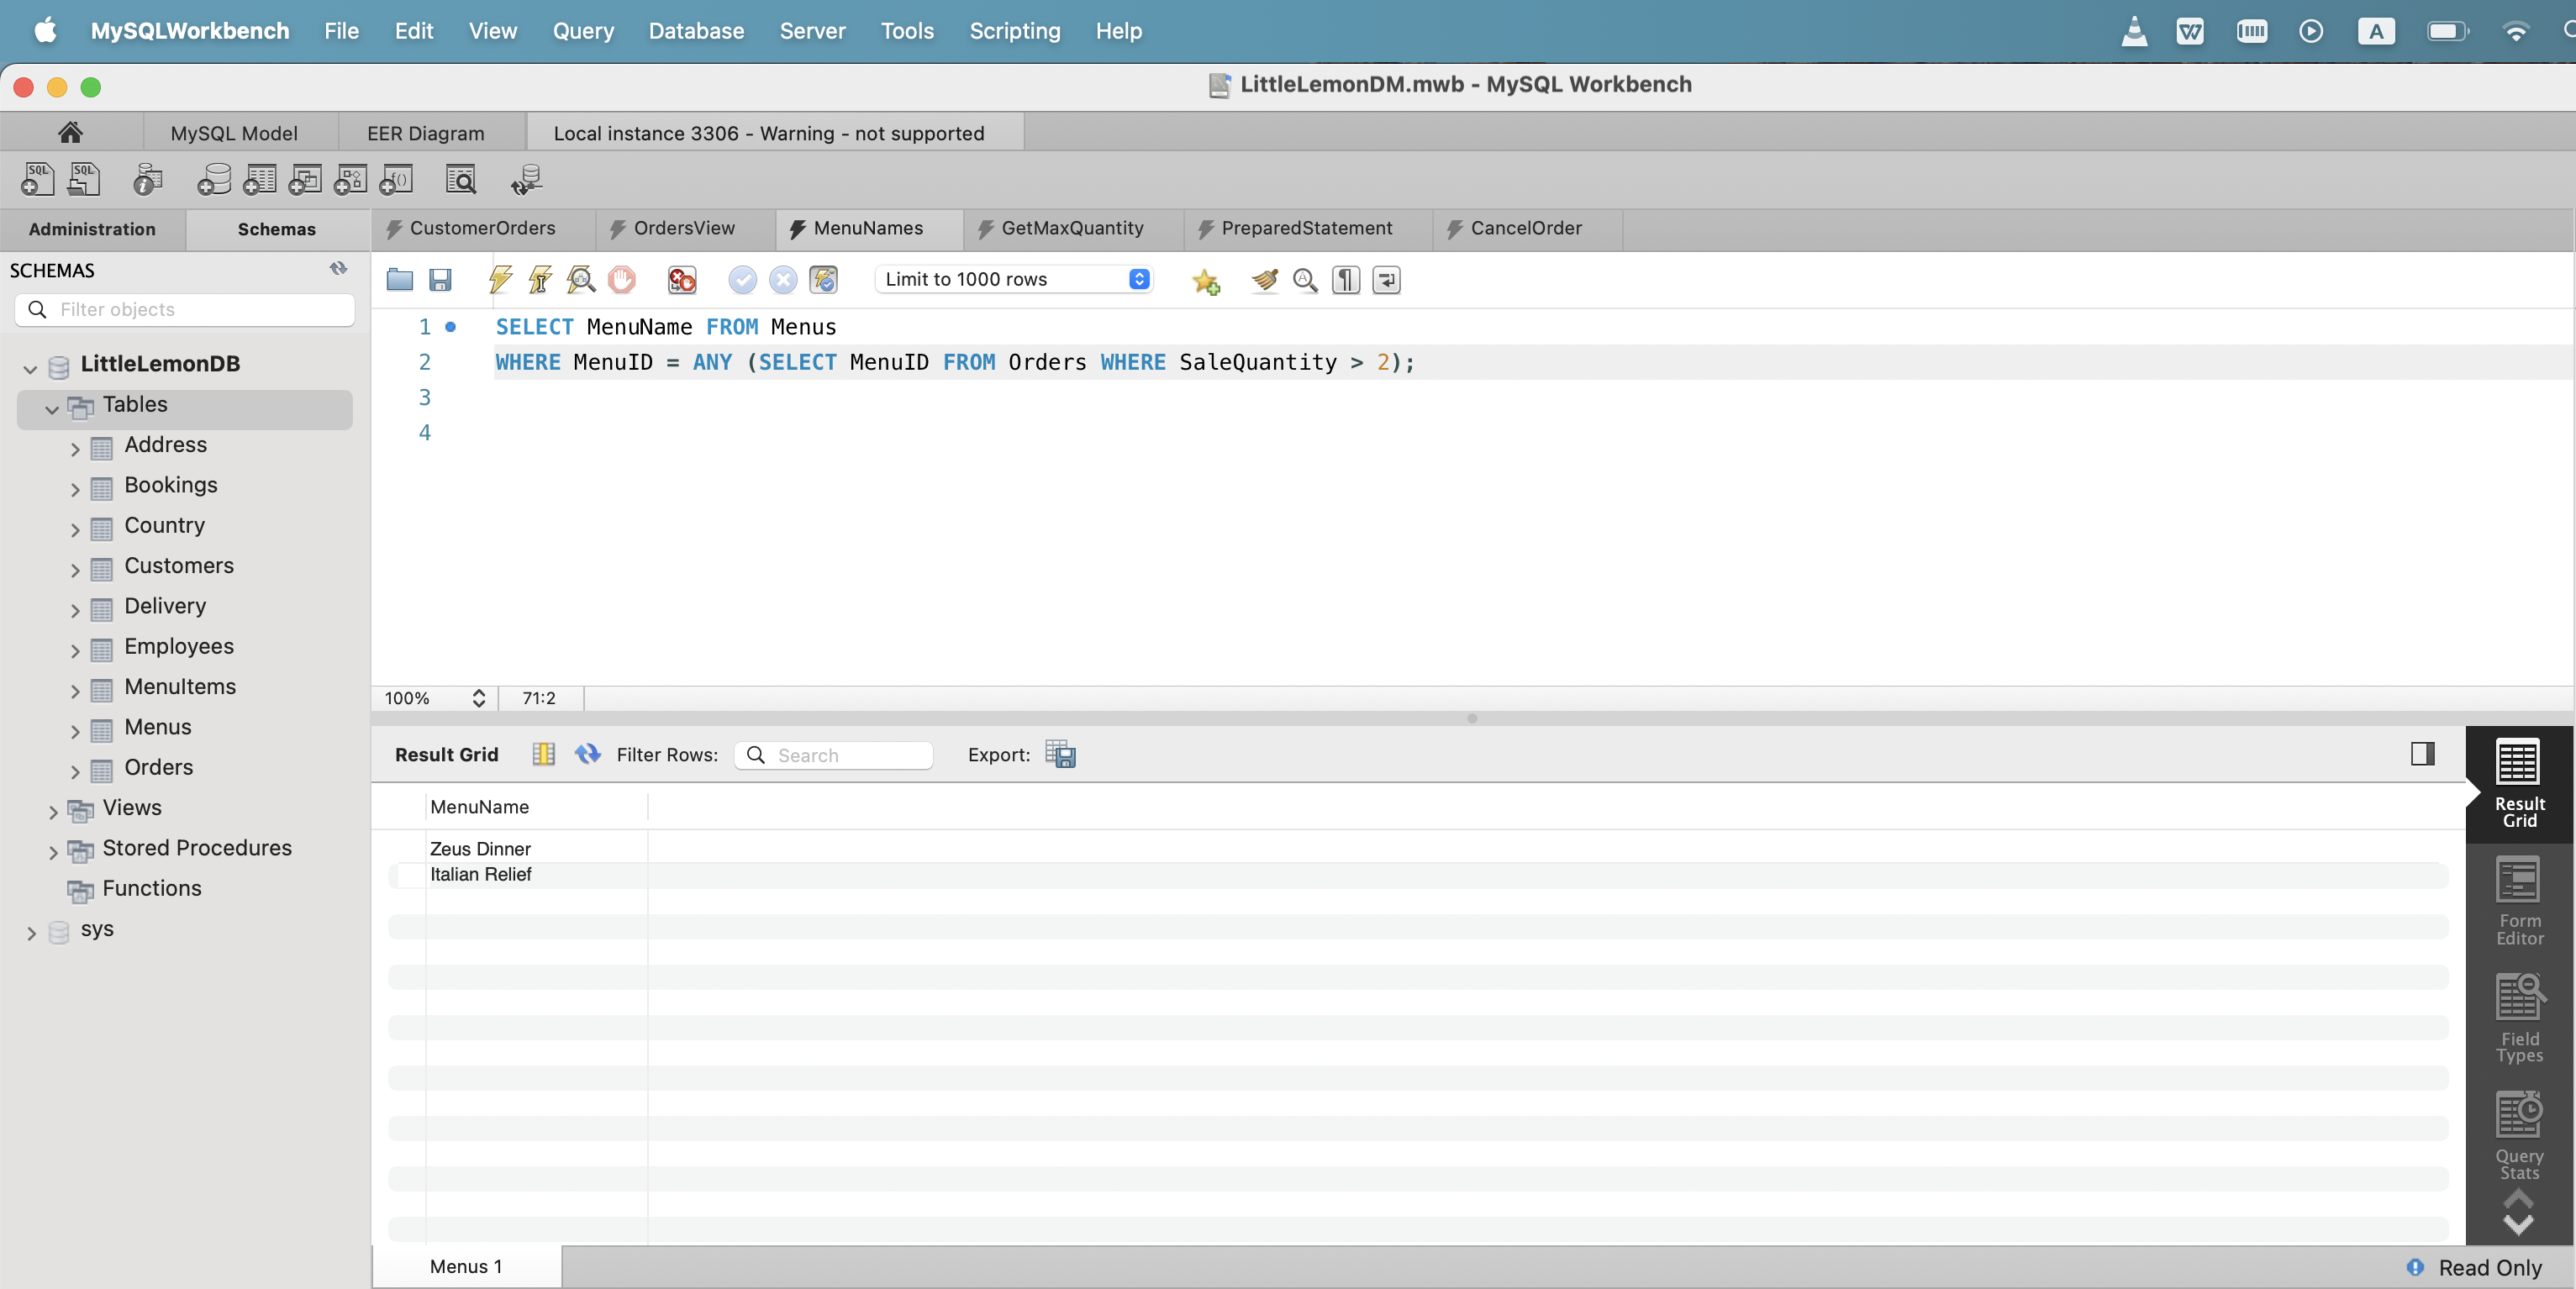 MySQLWorkbench File Edit View Query Database Server Tools Scripting Help
A
LittleLemonDM.mwb - MySQL Workbench
MySQL Model EER Diagram Local instance 3306 - Warning - not supported
SQL SQL
Administration Schemas CustomerOrders OrdersView MenuNames GetMaxQuantity PreparedStatement CancelOrder
SCHEMAS
Limit to 1000 rows
Filter objects
1 SELECT MenuName FROM Menus
2 WHERE MenuID = ANY (SELECT MenuID FROM Orders WHERE SaleQuantity > 2);
3
4
LittleLemonDB
Tables
Address
Bookings
Country
Customers
Delivery
Employees
MenuItems
Menus
Orders
Views
Stored Procedures
Functions
sys
100% 71:2
Result Grid Filter Rows: Search Export:
MenuName
Zeus Dinner
Italian Relief
Result
Grid
Form
Editor
Field
Types
Query
Stats
Menus 1
Read Only